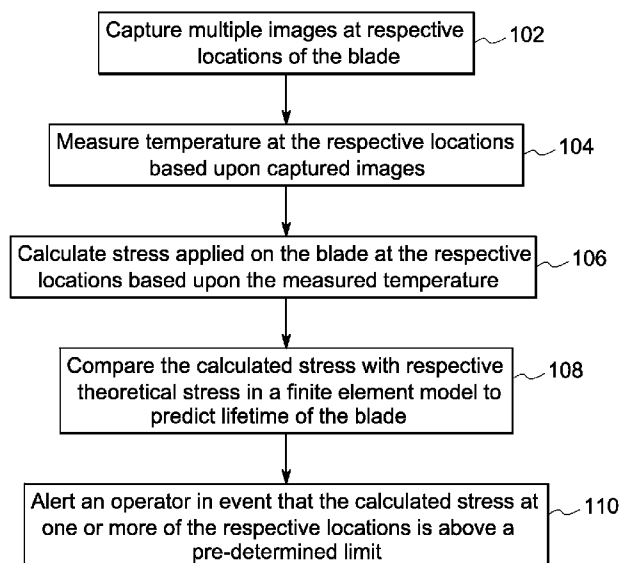 Capture multiple images at respective
locations of the blade
102
Measure temperature at the respective locations
based upon captured images
104
Calculate stress applied on the blade at the respective
locations based upon the measured temperature
106
Compare the calculated stress with respective
theoretical stress in a finite element model to
predict lifetime of the blade
108
Alert an operator in event that the calculated stress at
one or more of the respective locations is above a
pre-determined limit
110